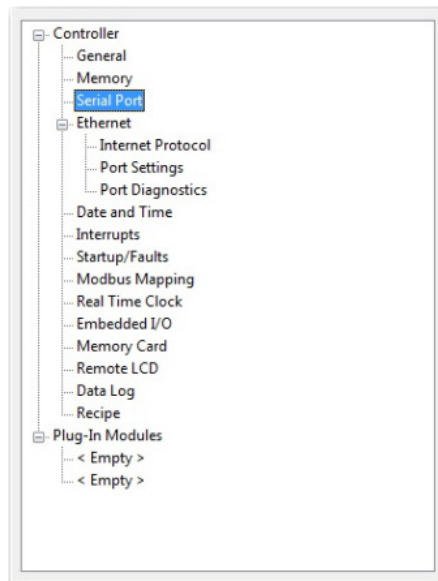 Controller
General
Memory
Serial Port
Ethernet
Internet Protocol
Port Settings
Port Diagnostics
Date and Time
Interrupts
Startup/Faults
Modbus Mapping
Real Time Clock
Embedded I/O
Memory Card
Remote LCD
Data Log
Recipe
Plug-In Modules
< Empty >
< Empty >